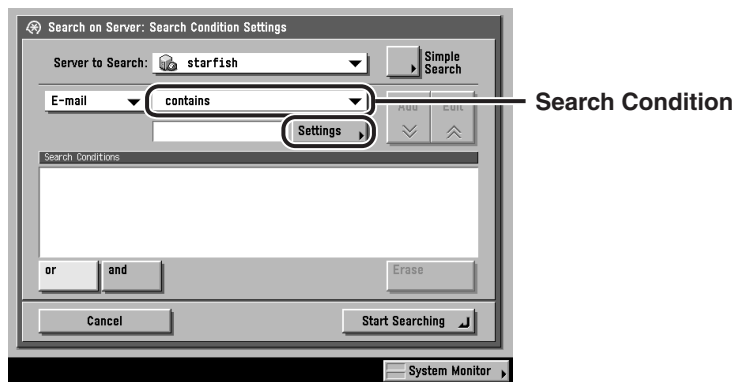 Search on Server: Search Condition Settings
Server to Search: starfish
Simple
Search
E-mail contains
Add Edit
Settings
Search Condition
Search Conditions
or and Erase
Cancel Start Searching
System Monitor